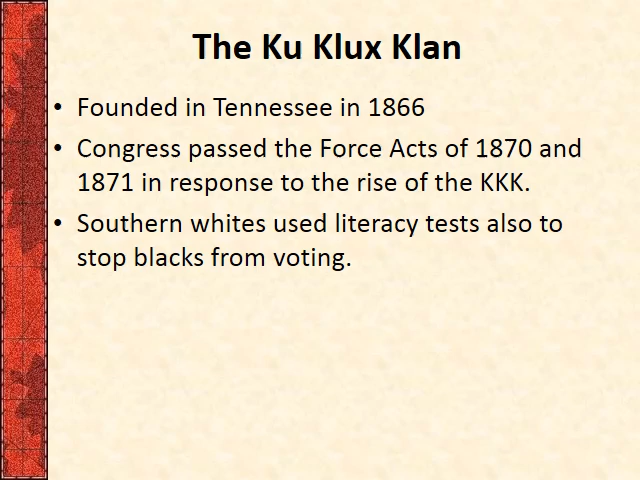 The Ku Klux Klan
• Founded in Tennessee in 1866
• Congress passed the Force Acts of 1870 and
1871 in response to the rise of the KKK.
• Southern whites used literacy tests also to
stop blacks from voting.